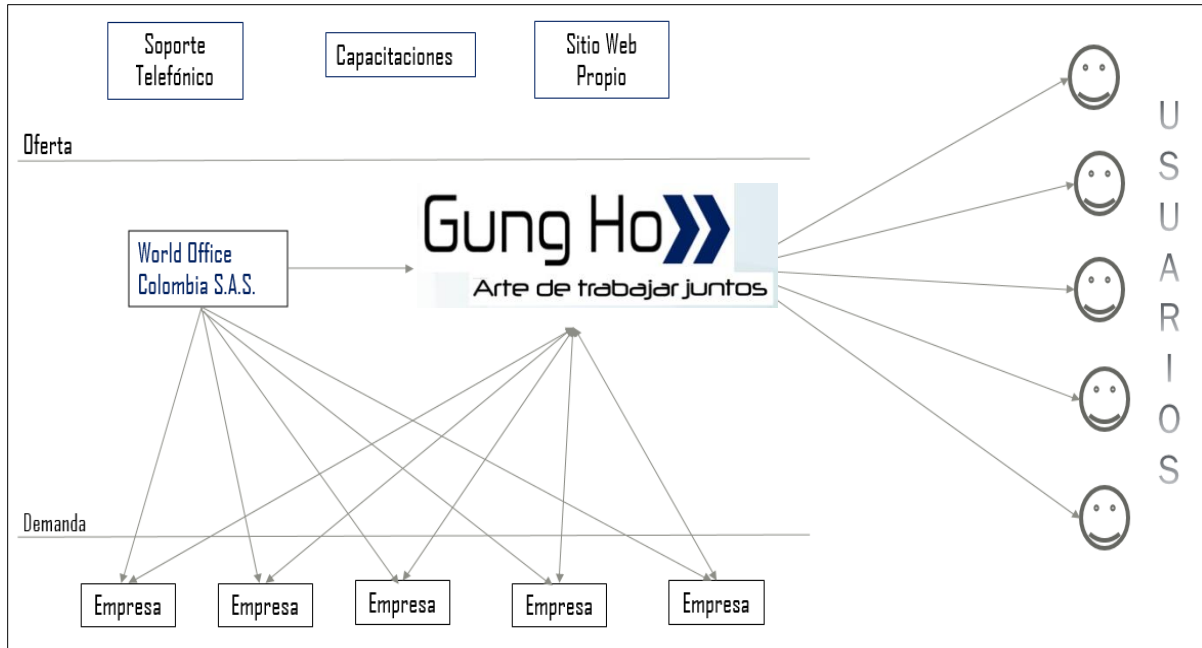 Soporte
Telefónico
Capacitaciones
Sitio Web
Propio
Oferta
World Office
Colombia S.A.S.
Gung Ho
Arte de trabajar juntos
USUARIOS
Demanda
Empresa
Empresa
Empresa
Empresa
Empresa